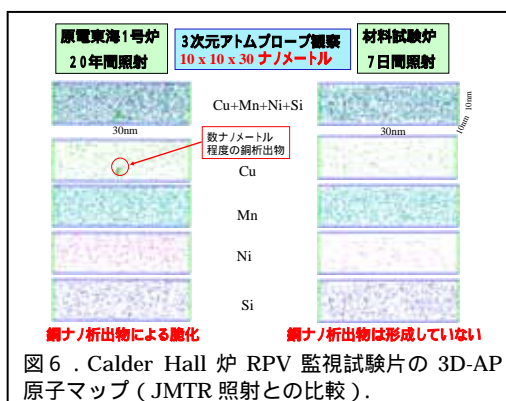 原電東海1号炉
20年間照射
3次元アトムプローブ観察
10 x 10 x 30 ナノメートル
材料試験炉
7日間照射
Cu+Mn+Ni+Si
30nm
30nm
10nm
10nm
数ナノメートル
程度の銅析出物
Cu
Mn
Ni
Si
銅ナノ析出物による脆化
銅ナノ析出物は形成していない
図6．Calder Hall 炉 RPV 監視試験片の 3D-AP
原子マップ（JMTR 照射との比較）.